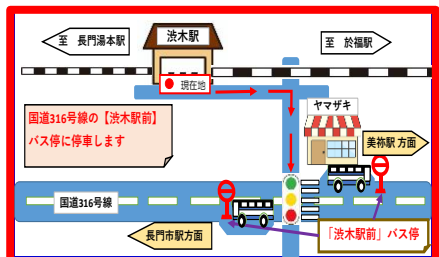 至 長門湯本駅
渋木駅
至 於福駅
現在地
国道316号線の【渋木駅前】
バス停に停車します
ヤマザキ
美祢駅 方面
国道316号線
長門市駅方面
「渋木駅前」バス停